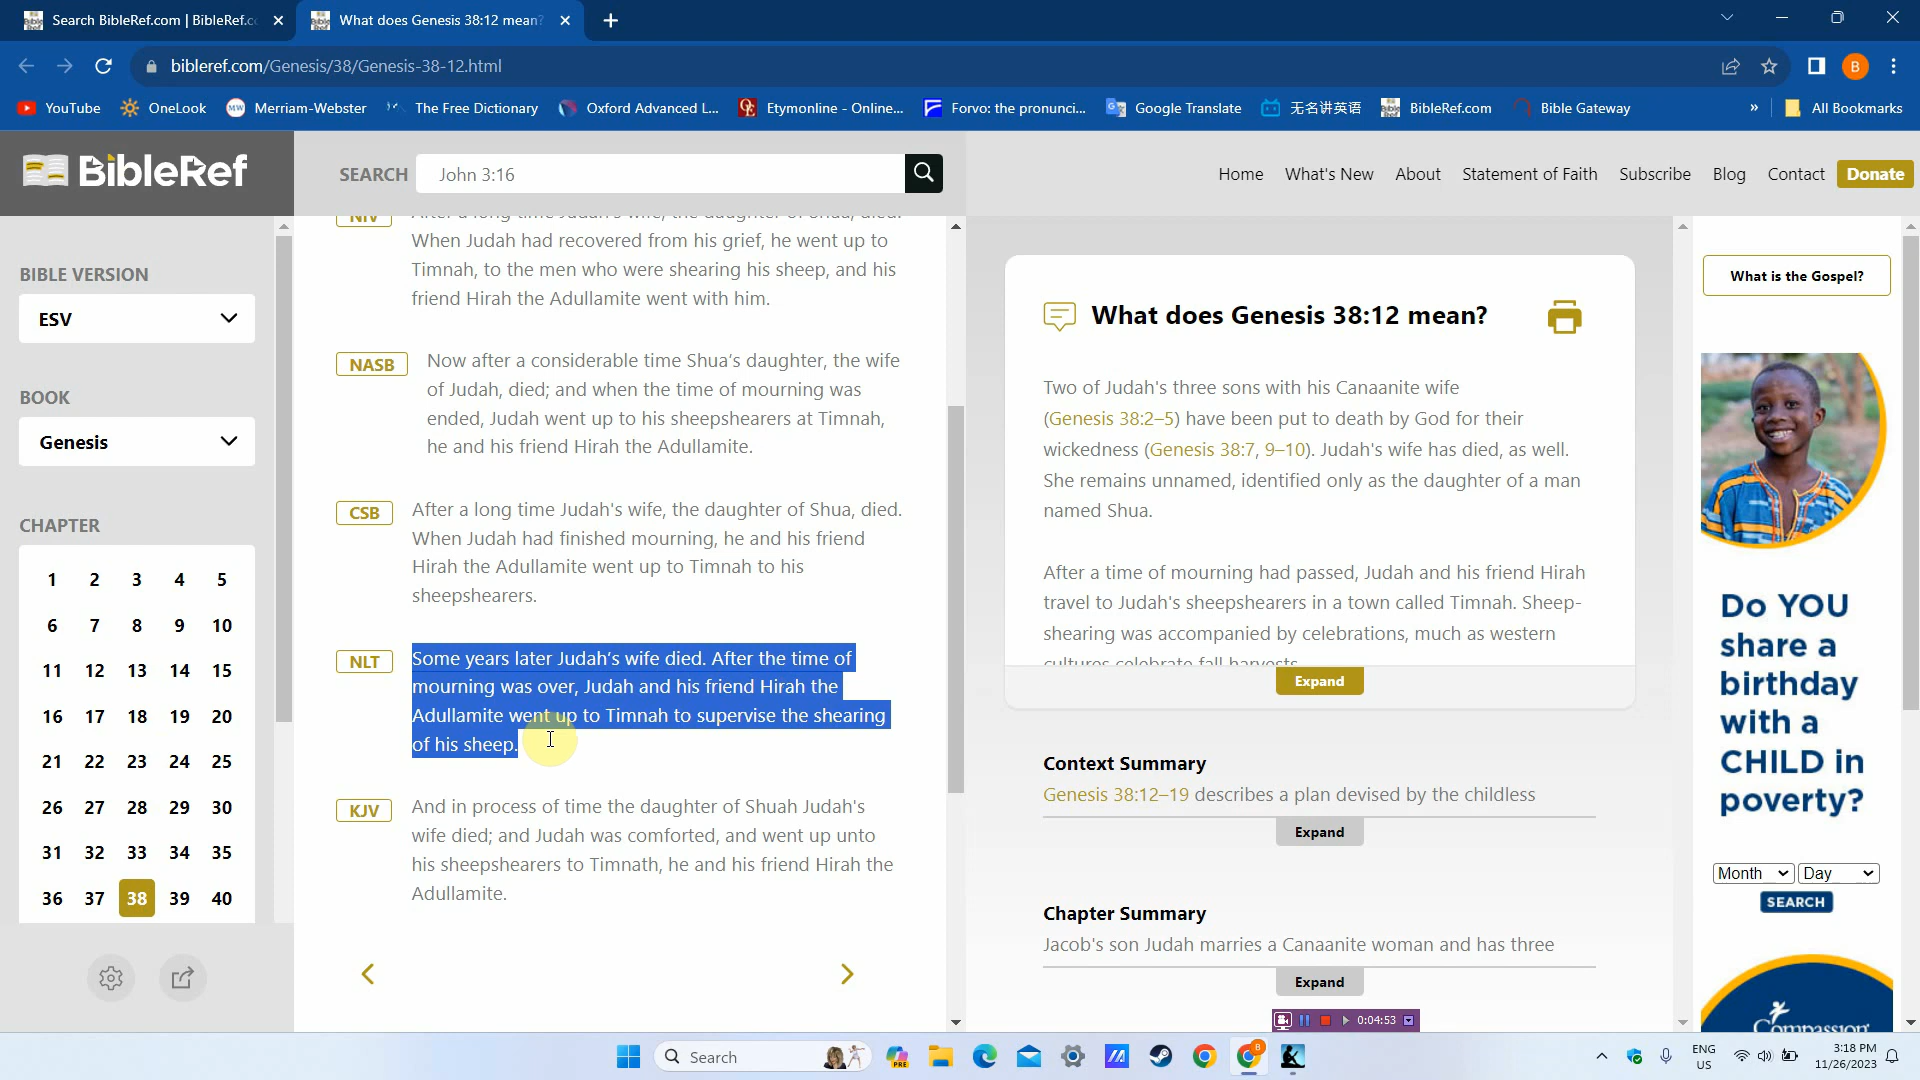 Search BibleRef.com | BibleRef.c
What does Genesis 38:12 mean?
bibleref.com/Genesis/38/Genesis-38-12.html
YouTube
OneLook
Merriam-Webster
The Free Dictionary
Oxford Advanced L...
Etymonline - Online...
Forvo: the pronunci...
Google Translate
无名讲英语
BibleRef.com
Bible Gateway
»
All Bookmarks
BibleRef
SEARCH
John 3:16
Home
What's New
About
Statement of Faith
Subscribe
Blog
Contact
Donate
BIBLE VERSION
ESV
BOOK
Genesis
CHAPTER
1 2 3 4 5
6 7 8 9 10
11 12 13 14 15
16 17 18 19 20
21 22 23 24 25
26 27 28 29 30
31 32 33 34 35
36 37 38 39 40
NIV
After a long time Judah's wife, the daughter of Shua, died.
When Judah had recovered from his grief, he went up to
Timnah, to the men who were shearing his sheep, and his
friend Hirah the Adullamite went with him.
NASB
Now after a considerable time Shua's daughter, the wife
of Judah, died; and when the time of mourning was
ended, Judah went up to his sheepshearers at Timnah,
he and his friend Hirah the Adullamite.
CSB
After a long time Judah's wife, the daughter of Shua, died.
When Judah had finished mourning, he and his friend
Hirah the Adullamite went up to Timnah to his
sheepshearers.
NLT
Some years later Judah's wife died. After the time of
mourning was over, Judah and his friend Hirah the
Adullamite went up to Timnah to supervise the shearing
of his sheep.
KJV
And in process of time the daughter of Shuah Judah's
wife died; and Judah was comforted, and went up unto
his sheepshearers to Timnath, he and his friend Hirah the
Adullamite.
What does Genesis 38:12 mean?
Two of Judah's three sons with his Canaanite wife
(Genesis 38:2–5) have been put to death by God for their
wickedness (Genesis 38:7, 9–10). Judah's wife has died, as well.
She remains unnamed, identified only as the daughter of a man
named Shua.
After a time of mourning had passed, Judah and his friend Hirah
travel to Judah's sheepshearers in a town called Timnah. Sheep-
shearing was accompanied by celebrations, much as western
cultures celebrate fall harvests.
Expand
Context Summary
Genesis 38:12–19 describes a plan devised by the childless
Expand
Chapter Summary
Jacob's son Judah marries a Canaanite woman and has three
Expand
0:04:53
What is the Gospel?
Do YOU
share a
birthday
with a
CHILD in
poverty?
Month
Day
SEARCH
Compassion
Search
PRE
B
ENG
US
3:18 PM
11/26/2023